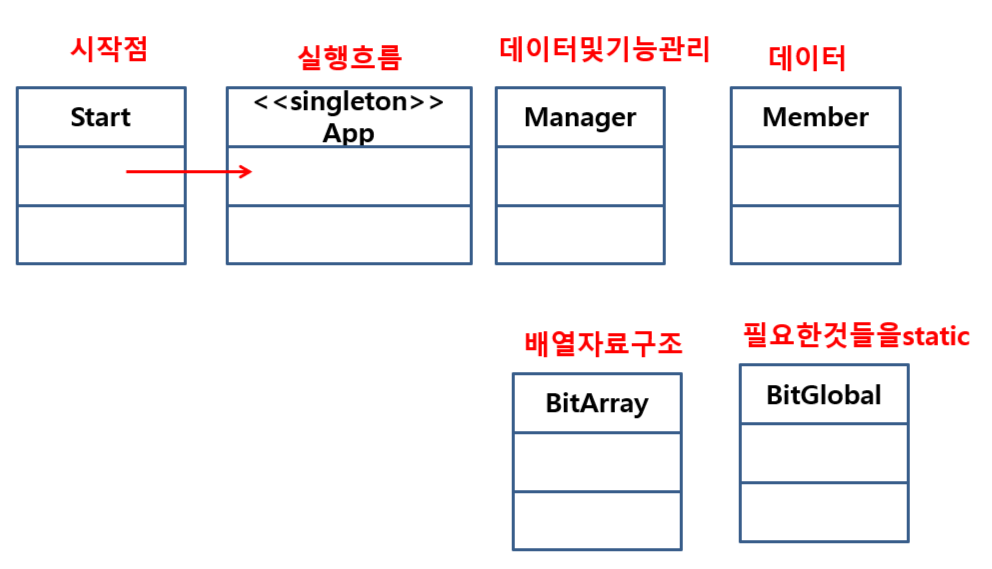 시작점
실행흐름
데이터및기능관리
데이터
Start
<<singleton>>
App
Manager
Member
배열자료구조
필요한것들을static
BitArray
BitGlobal